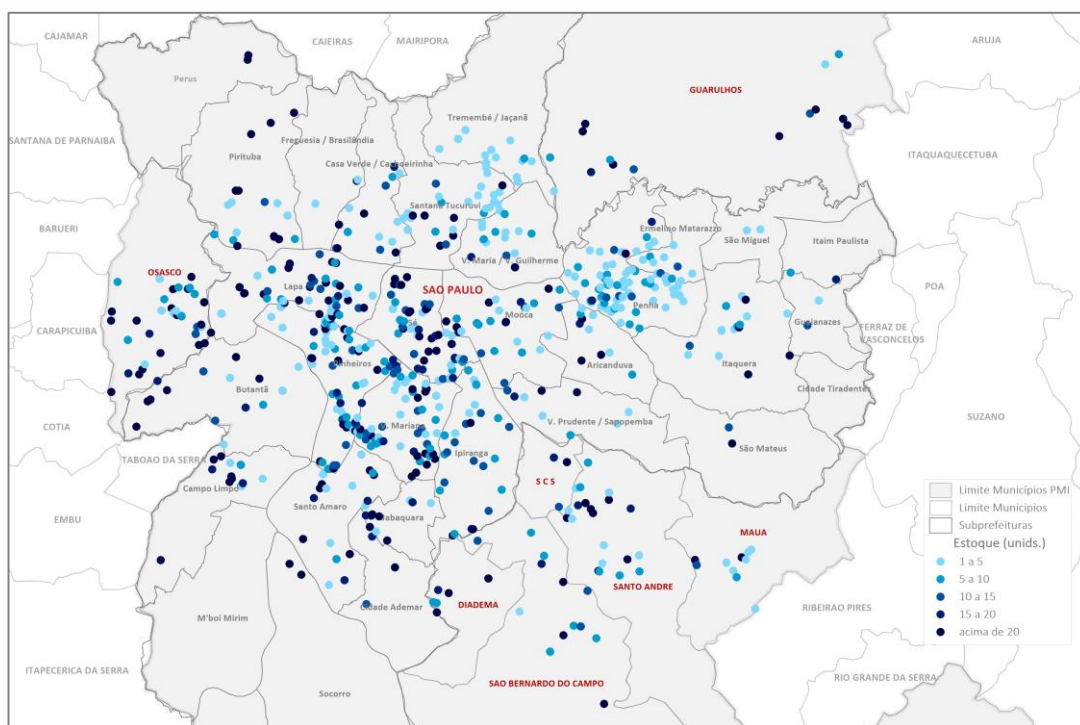 CAJAMAR
CAIEIRAS
MAIRIPORA
ARUJA
Perus
GUARULHOS
Tremembé / Jaçanã
SANTANA DE PARNAIBA
Freguesia / Brasilândia
Pirituba
Casa Verde / Cachoeirinha
ITAQUAQUECETUBA
Santana Tucuruvi
BARUERI
Ermelino Matarazzo
São Miguel
Itaim Paulista
V. Maria / V. Guilherme
OSASCO
Lapa
SAO PAULO
POA
Penha
Mooca
Sé
Guaianazes
CARAPICUIBA
FERRAZ DE
VASCONCELOS
Pinheiros
Aricanduva
Itaquera
Butantã
Cidade Tiradentes
SUZANO
COTIA
V. Mariana
V. Prudente / Sapopemba
TABOAO DA SERRA
Ipiranga
São Mateus
Campo Limpo
S C S
Santo Amaro
EMBU
Jabaquara
MAUA
Limite Municípios PMI
Limite Municípios
Subprefeituras
Estoque (unids.)
1 a 5
5 a 10
10 a 15
15 a 20
acima de 20
SANTO ANDRE
Cidade Ademar
DIADEMA
RIBEIRAO PIRES
M'boi Mirim
ITAPECERICA DA SERRA
SAO BERNARDO DO CAMPO
RIO GRANDE DA SERRA
Socorro